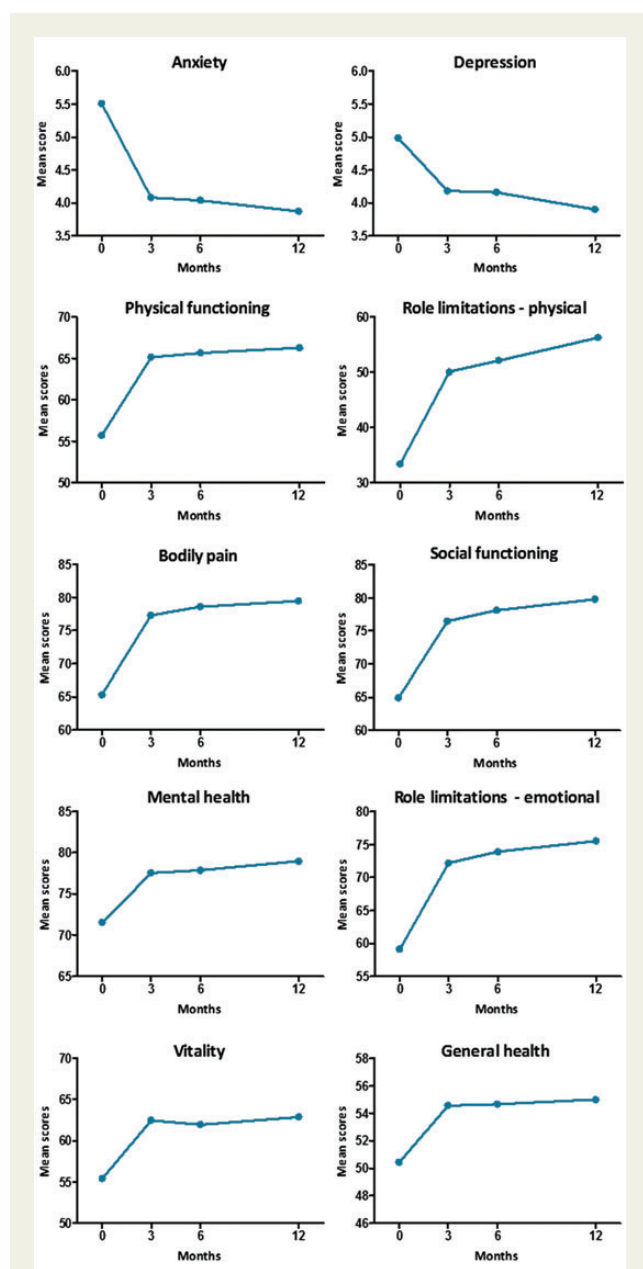 Anxiety
6.0
5.5
5.0
4.5
4.0
3.5
Mean score
0 3 6 12
Months
Depression
6.0
5.5
5.0
4.5
4.0
3.5
Mean score
0 3 6 12
Months
Physical functioning
70
65
60
55
50
Mean scores
0 3 6 12
Months
Role limitations - physical
60
50
40
30
Mean scores
0 3 6 12
Months
Bodily pain
85
80
75
70
65
60
Mean scores
0 3 6 12
Months
Social functioning
85
80
75
70
65
60
Mean scores
0 3 6 12
Months
Mental health
85
80
75
70
65
Mean scores
0 3 6 12
Months
Role limitations - emotional
80
75
70
65
60
55
Mean scores
0 3 6 12
Months
Vitality
70
65
60
55
50
Mean scores
0 3 6 12
Months
General health
58
56
54
52
50
48
46
Mean scores
0 3 6 12
Months